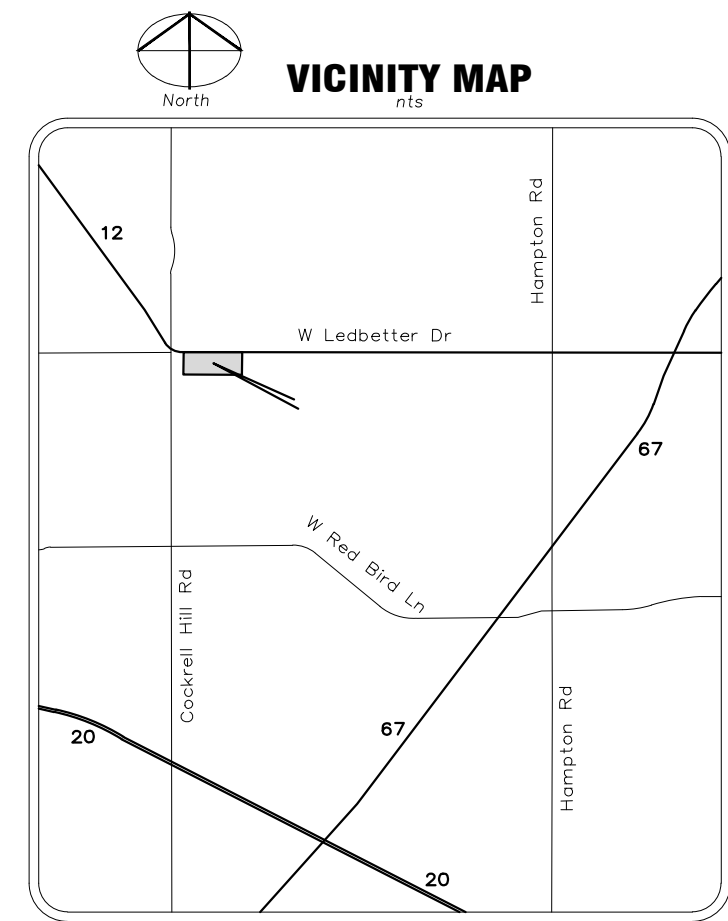 VICINITY MAP
North
nts
Hampton Rd
12
W Ledbetter Dr
67
W Red Bird Ln
Cockrell Hill Rd
Hampton Rd
67
20
20